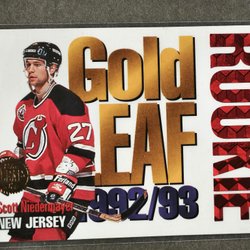 Gold
LEAF
1992/93
ROOKIE
27
Scott Niedermayer
NEW JERSEY